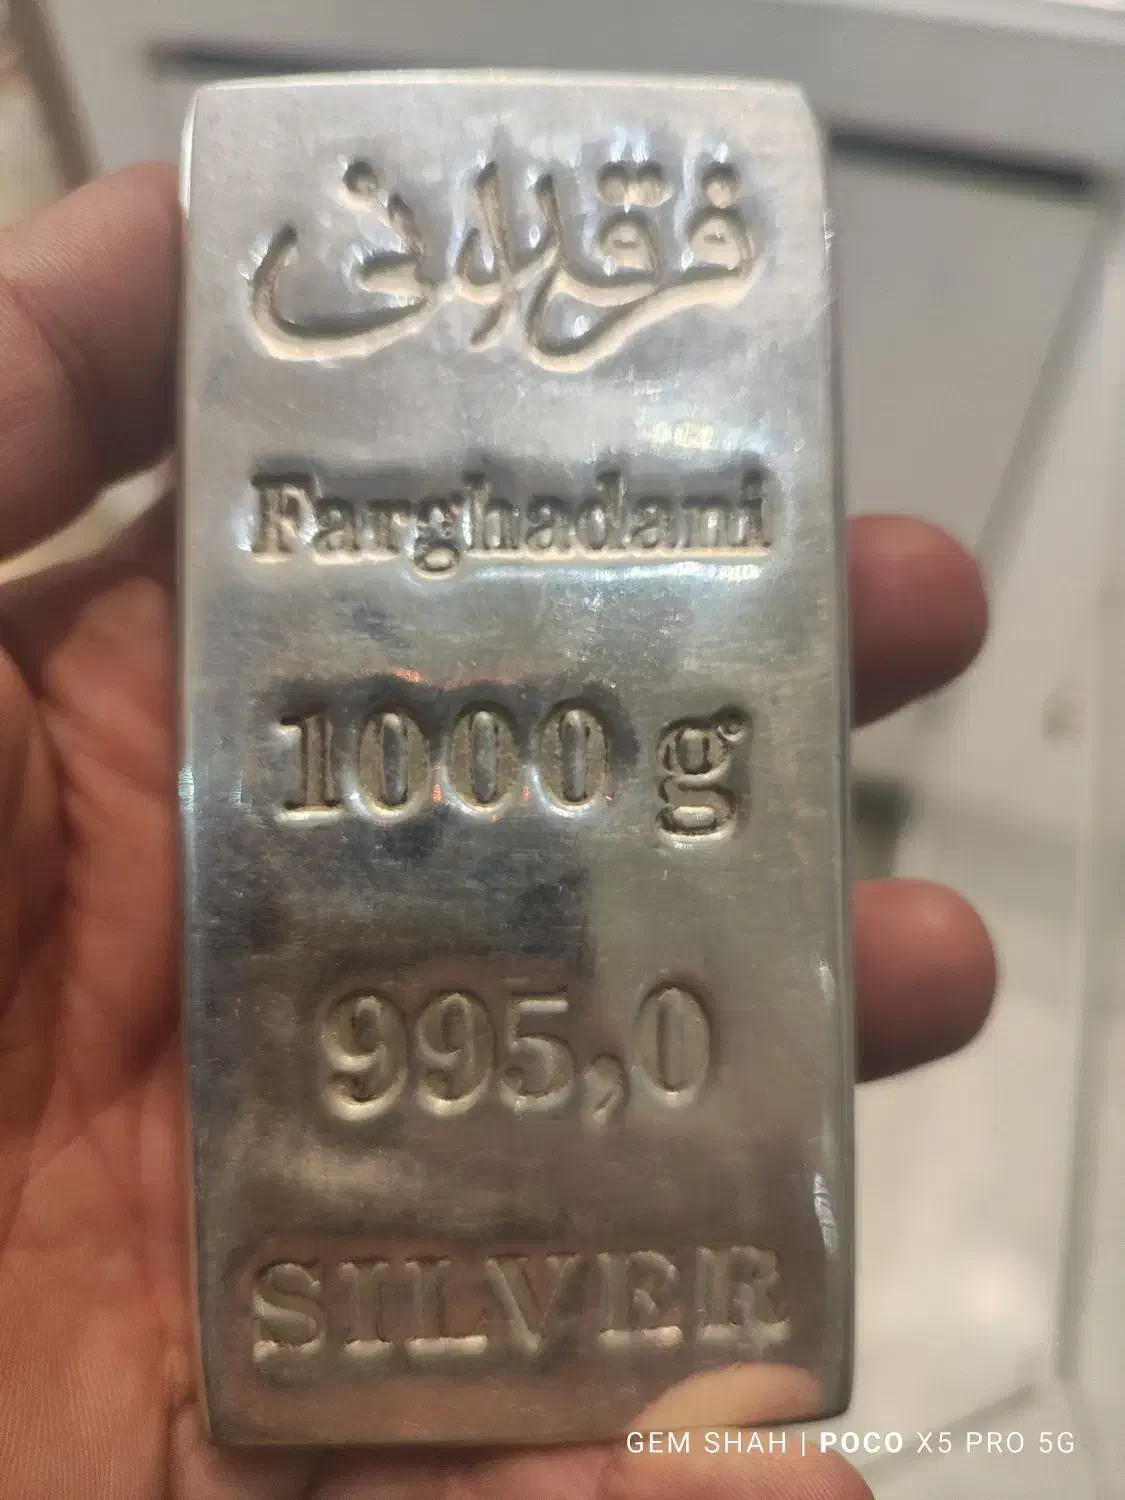 فرقدانی
Farghadani
1000 g
995,0
SILVER
GEM SHAH | POCO X5 PRO 5G